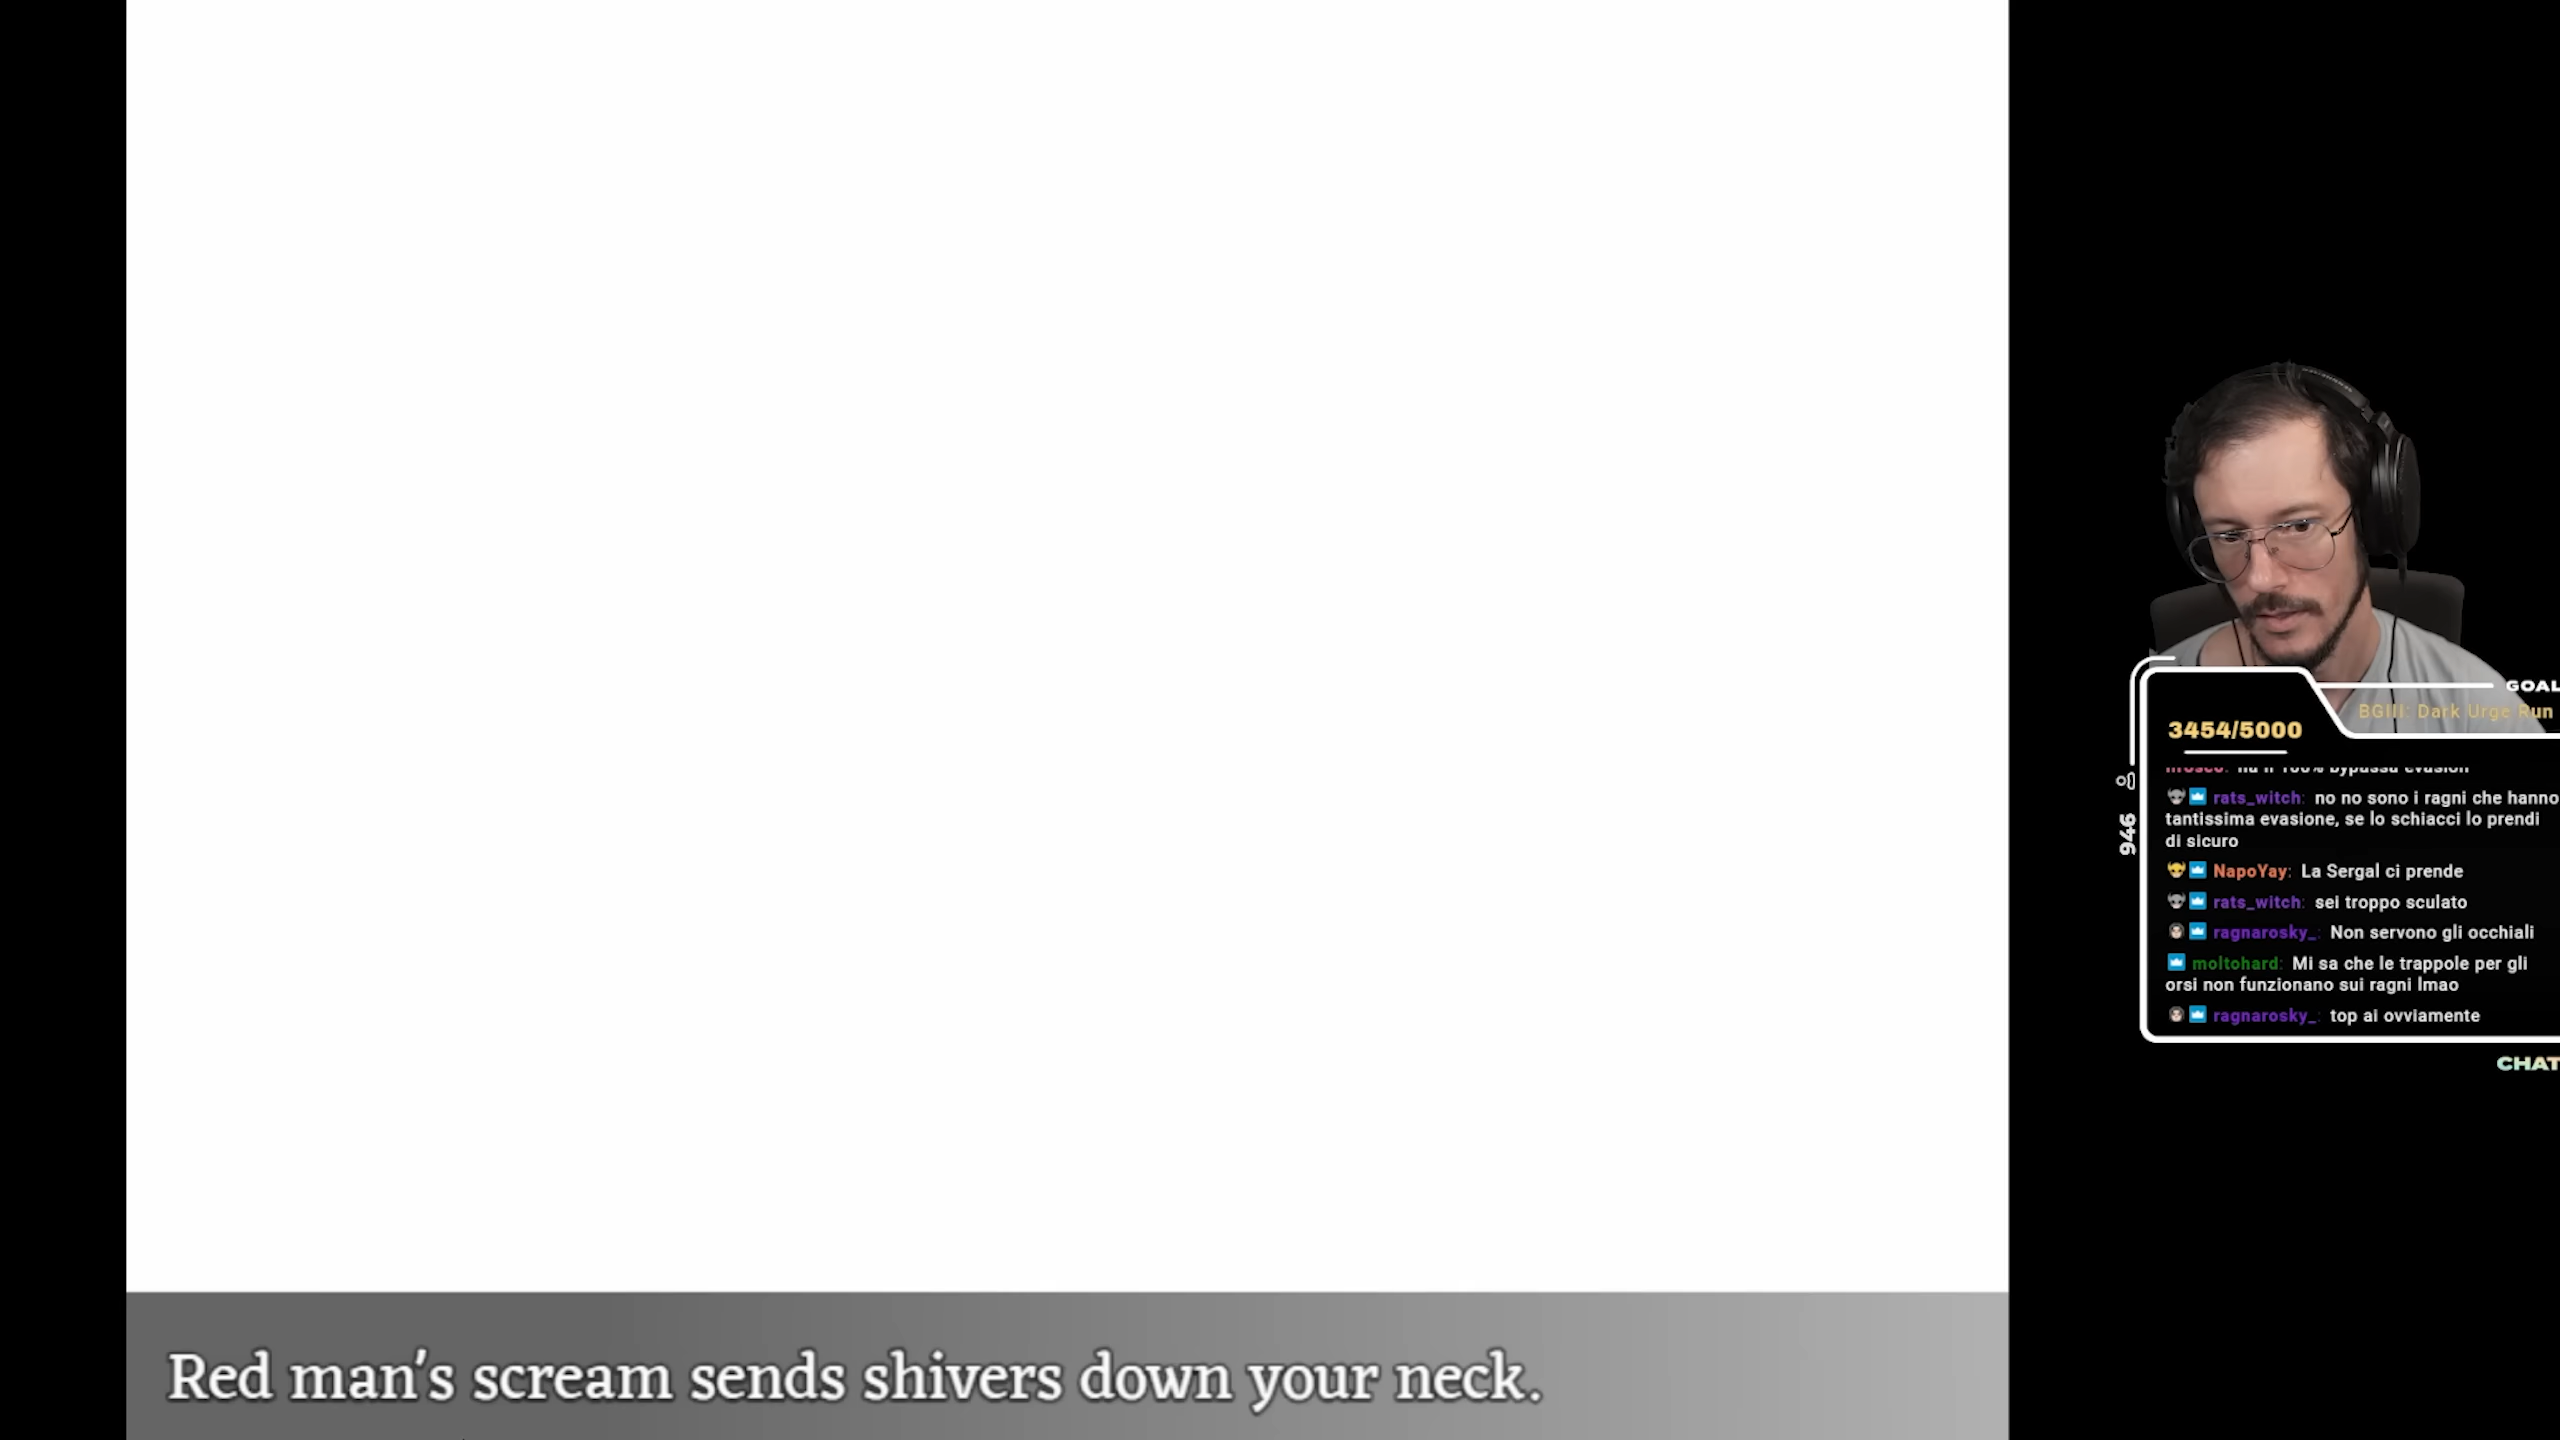 GOAL
BGIII: Dark Urge Run
3454/5000
bypassa evasion
rats_witch: no no sono i ragni che hanno
tantissima evasione, se lo schiacci lo prendi
di sicuro
NapoYay: La Sergal ci prende
rats_witch: sei troppo sculato
ragnarosky_: Non servono gli occhiali
moltohard: Mi sa che le trappole per gli
orsi non funzionano sui ragni lmao
ragnarosky_: top ai ovviamente
946
CHAT
Red man's scream sends shivers down your neck.